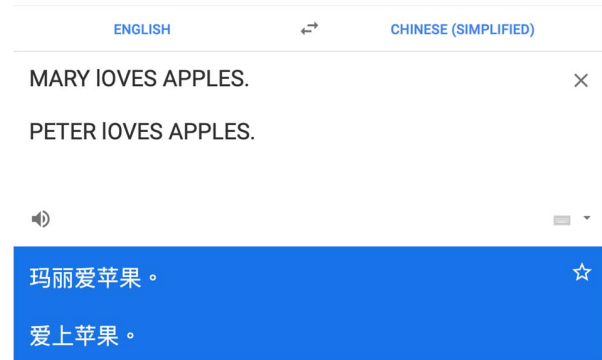 ENGLISH
CHINESE (SIMPLIFIED)
MARY lOVES APPLES.
PETER lOVES APPLES.
玛丽爱苹果。
爱上苹果。